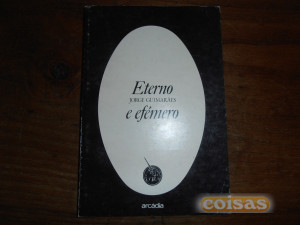 Eterno
JORGE GUIMARÃES
e efémero
arcádia
coisas